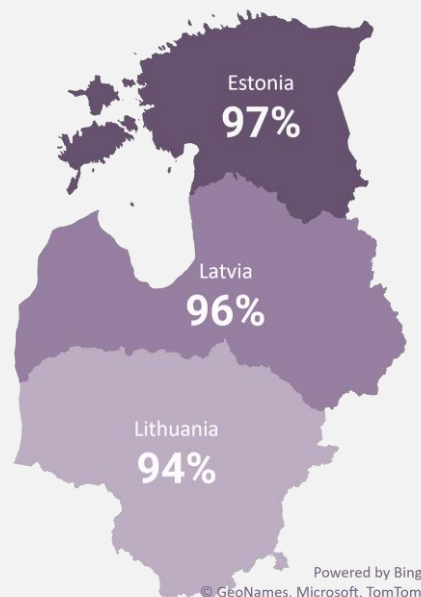 Estonia
97%
Latvia
96%
Lithuania
94%
Powered by Bing
© GeoNames, Microsoft, TomTom